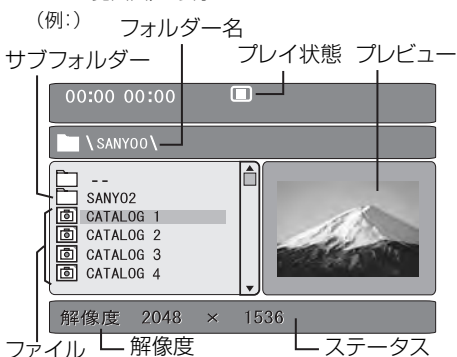 (例:)
フォルダー名
サブフォルダー
プレイ状態 プレビュー
00:00 00:00
\SANYO0\
--
SANYO2
CATALOG 1
CATALOG 2
CATALOG 3
CATALOG 4
解像度 2048 × 1536
ファイル 解像度 ステータス